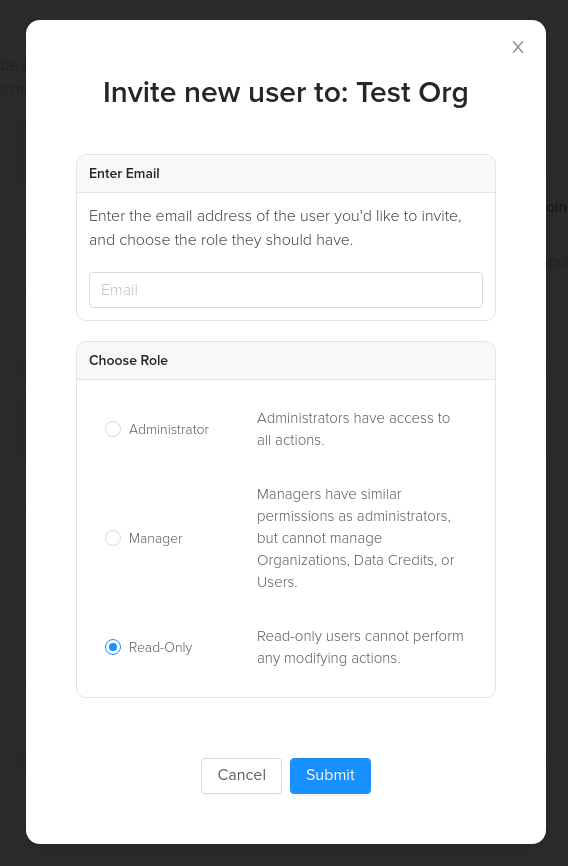 X
Invite new user to: Test Org
Enter Email
Enter the email address of the user you'd like to invite,
and choose the role they should have.
Email
Choose Role
Administrator
Administrators have access to
all actions.
Manager
Managers have similar
permissions as administrators,
but cannot manage
Organizations, Data Credits, or
Users.
Read-Only
Read-only users cannot perform
any modifying actions.
Cancel
Submit